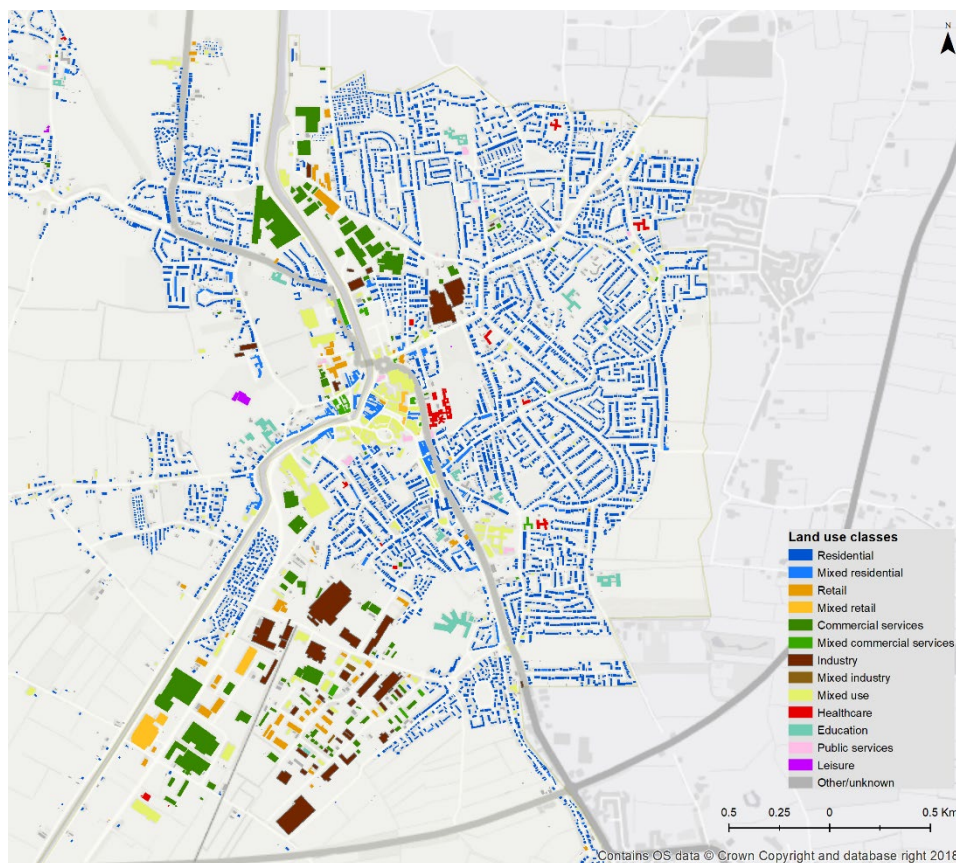 N
Land use classes
Residential
Mixed residential
Retail
Mixed retail
Commercial services
Mixed commercial services
Industry
Mixed industry
Mixed use
Healthcare
Education
Public services
Leisure
Other/unknown
0.5 0 0.5 Km
Contains OS data © Crown Copyright and database right 2018